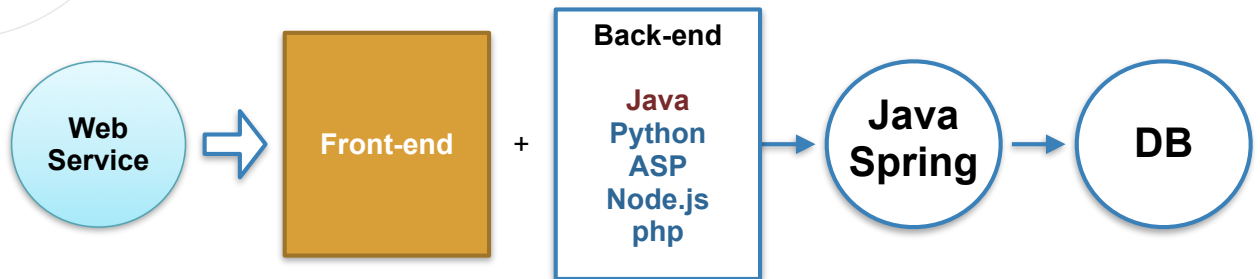 Web
Service
Front-end
+
Back-end
Java
Python
ASP
Node.js
php
Java
Spring
DB